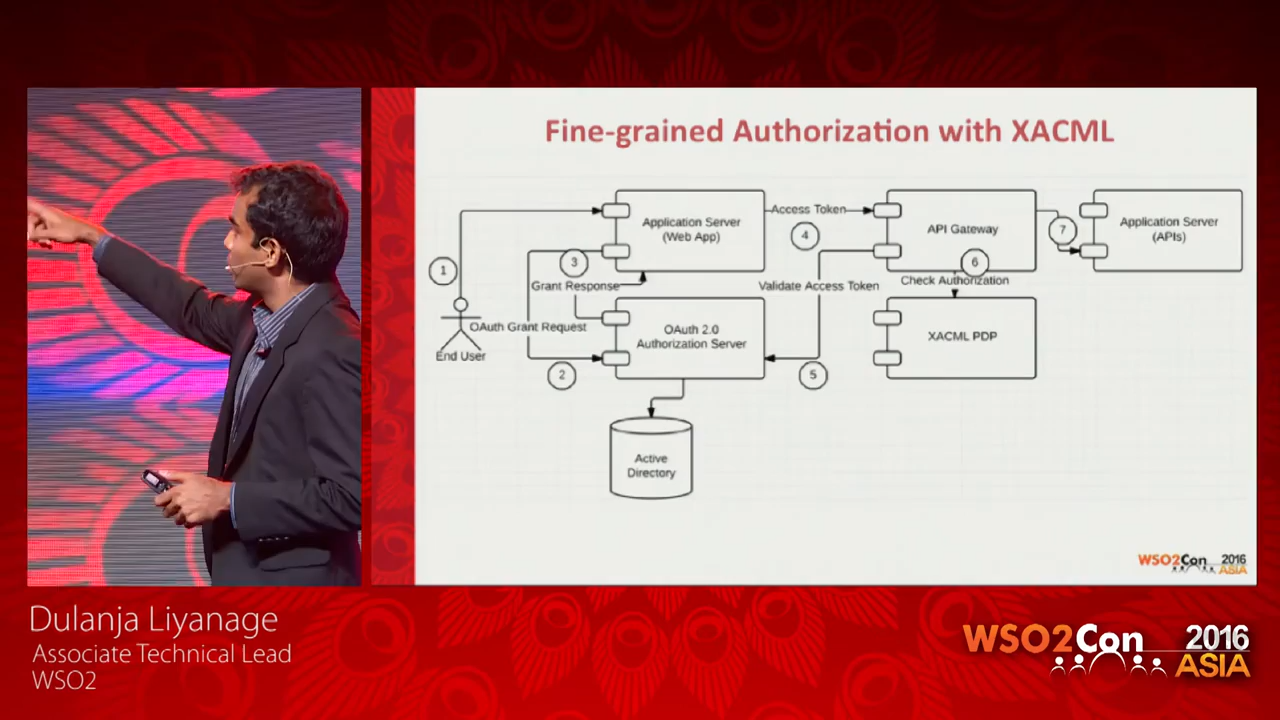 Fine-grained Authorization with XACML
Application Server
(Web App)
Access Token
4
API Gateway
7
Application Server
(APIs)
1
3
Grant Response
Validate Access Token
6
Check Authorization
OAuth Grant Request
End User
2
OAuth 2.0
Authorization Server
5
XACML PDP
Active
Directory
WSO2Con 2016
ASIA
Dulanja Liyanage
Associate Technical Lead
WSO2
WSO2Con 2016
ASIA